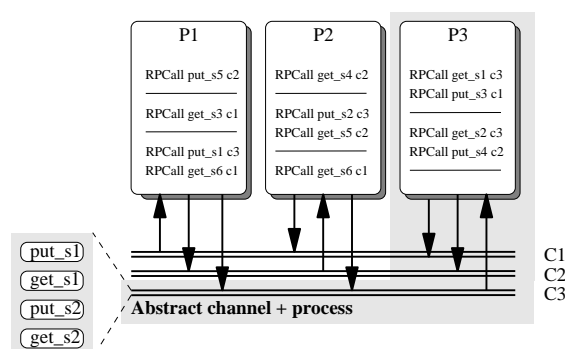 P1
RPCall put_s5 c2
RPCall get_s3 c1
RPCall put_s1 c3
RPCall get_s6 c1
P2
RPCall get_s4 c2
RPCall put_s2 c3
RPCall get_s5 c2
RPCall get_s6 c1
P3
RPCall get_s1 c3
RPCall put_s3 c1
RPCall get_s2 c3
RPCall put_s4 c2
C1
C2
C3
put_s1
get_s1
put_s2
get_s2
Abstract channel + process